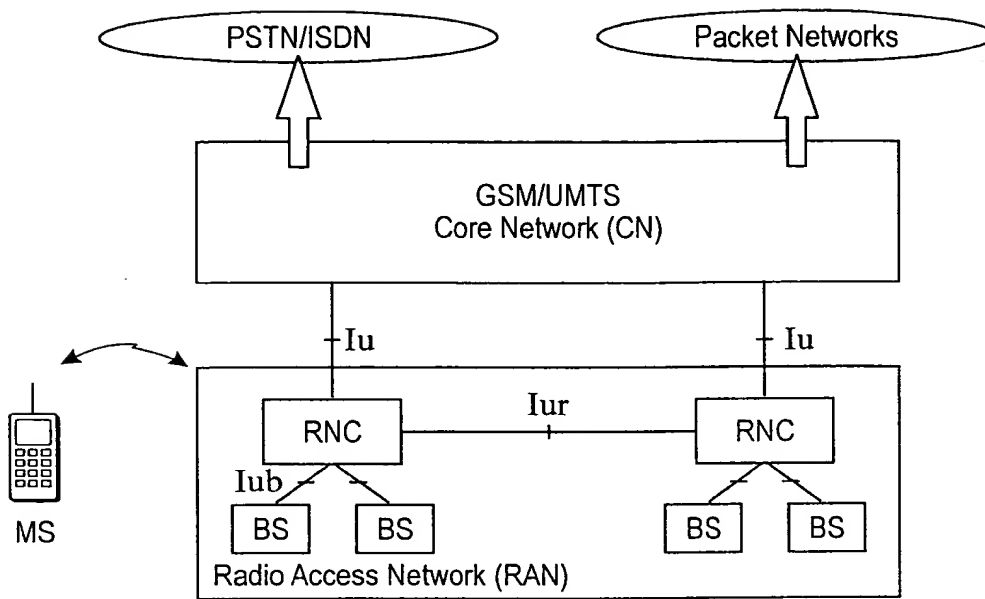 PSTN/ISDN
Packet Networks
GSM/UMTS
Core Network (CN)
Iu
Iu
RNC
Iur
RNC
Iub
BS
BS
BS
BS
MS
Radio Access Network (RAN)